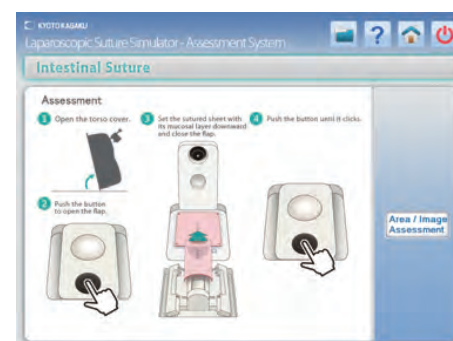 KYOTO KAGAKU
Laparoscopic Suture Simulator - Assessment System
?
Intestinal Suture
Assessment
1 Open the torso cover.
2 Push the button
to open the flap.
3 Set the sutured sheet with
its mucosal layer downward
and close the flap.
4 Push the button until it clicks.
Area / Image
Assessment